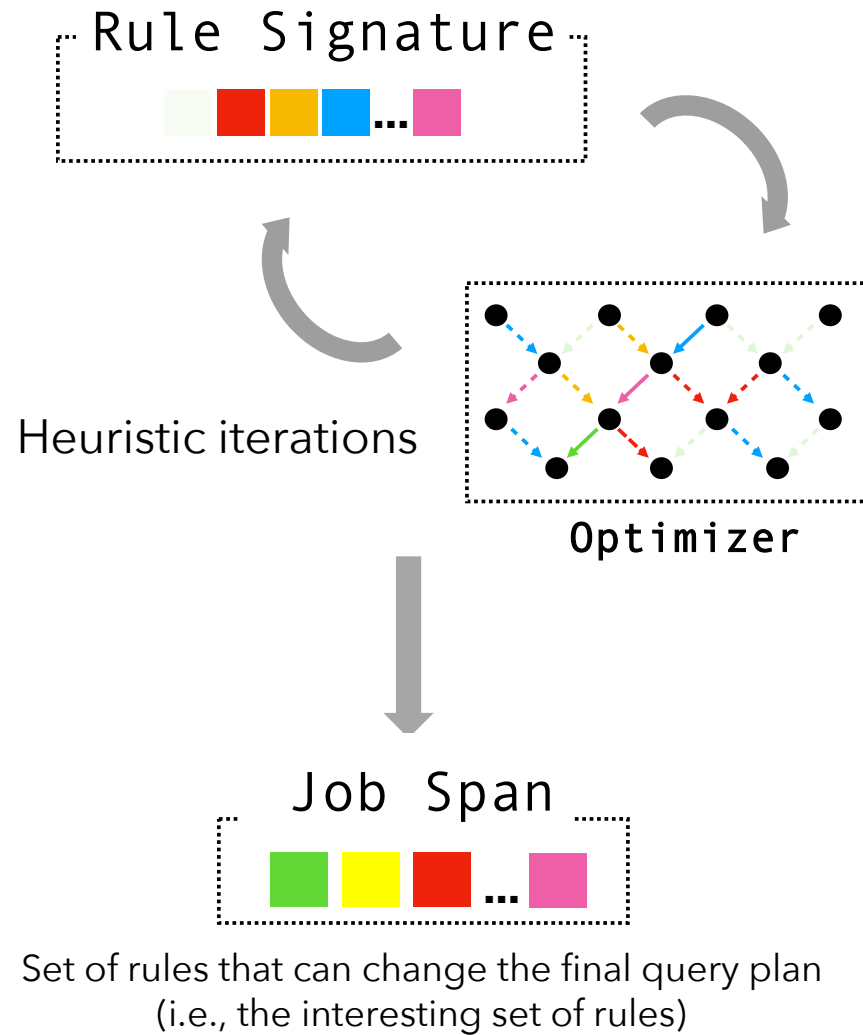 Rule Signature
...
Heuristic iterations
Optimizer
Job Span
...
Set of rules that can change the final query plan
(i.e., the interesting set of rules)